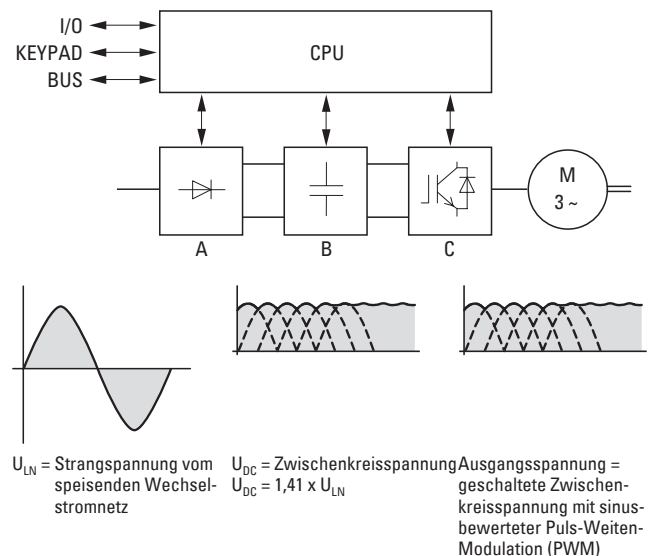 I/O
KEYPAD
BUS
CPU
M
3 ~
A
B
C
U_LN = Strangspannung vom
speisenden Wechsel-
stromnetz
U_DC = Zwischenkreisspannung
U_DC = 1,41 x U_LN
Ausgangsspannung =
geschaltete Zwischen-
kreisspannung mit sinus-
bewerteter Puls-Weiten-
Modulation (PWM)